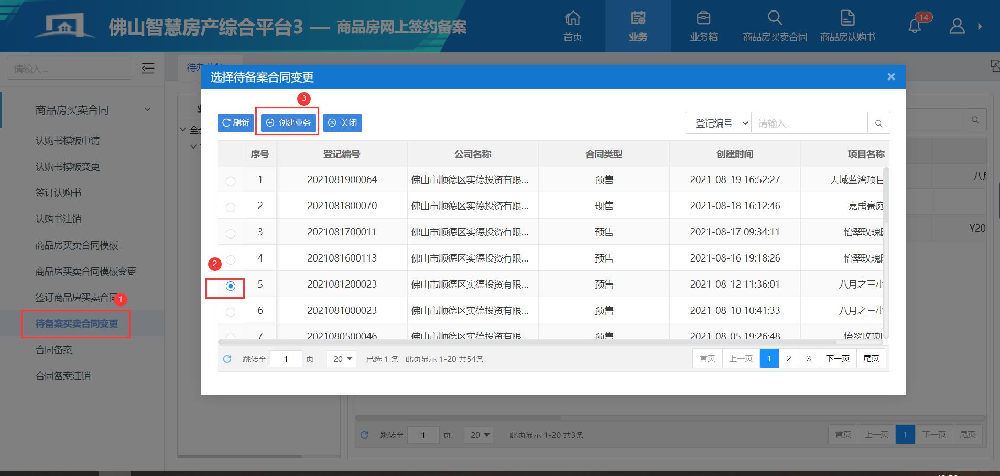 佛山智慧房产综合平台3 — 商品房网上签约备案
首页
业务
业务箱
商品房买卖合同
商品房认购书
14
请输入...
商品房买卖合同
认购书模板申请
认购书模板变更
签订认购书
认购书注销
商品房买卖合同模板
商品房买卖合同模板变更
签订商品房买卖合同
1
待备案买卖合同变更
合同备案
合同备案注销
选择待备案合同变更
3
刷新 创建业务 关闭
登记编号 请输入
序号 登记编号 公司名称 合同类型 创建时间 项目名称
1 2021081900064 佛山市顺德区实德投资有限... 预售 2021-08-19 16:52:27 天域蓝湾项目
2 2021081800070 佛山市顺德区实德投资有限... 现售 2021-08-18 16:12:46 嘉禹豪庭
3 2021081700011 佛山市顺德区实德投资有限... 预售 2021-08-17 09:34:11 怡翠玫瑰
4 2021081600113 佛山市顺德区实德投资有限... 预售 2021-08-16 19:18:26 怡翠玫瑰
2
5 2021081200023 佛山市顺德区实德投资有限... 预售 2021-08-12 11:36:01 八月之三小
6 2021081000023 佛山市顺德区实德投资有限... 预售 2021-08-10 10:41:33 八月之三小
7 2021080500046 佛山市顺德区实德投资有限 预售 2021-08-05 19:26:48 怡翠玫瑰
跳转至 1 页 20 已选 1 条 此页显示 1-20 共54条
首页 上一页 1 2 3 下一页 尾页
八月
Y20
跳转至 1 页 20 此页显示 1-20 共3条
首页 上一页 1 下一页 尾页